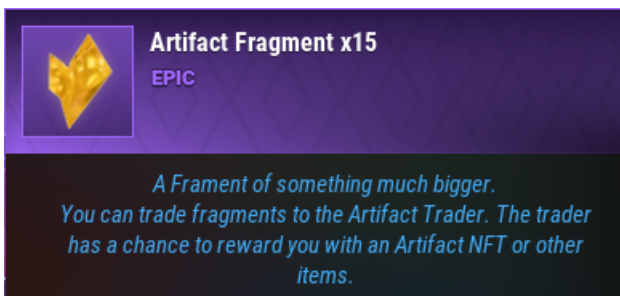 Artifact Fragment x15
EPIC
A Frament of something much bigger.
You can trade fragments to the Artifact Trader. The trader
has a chance to reward you with an Artifact NFT or other
items.